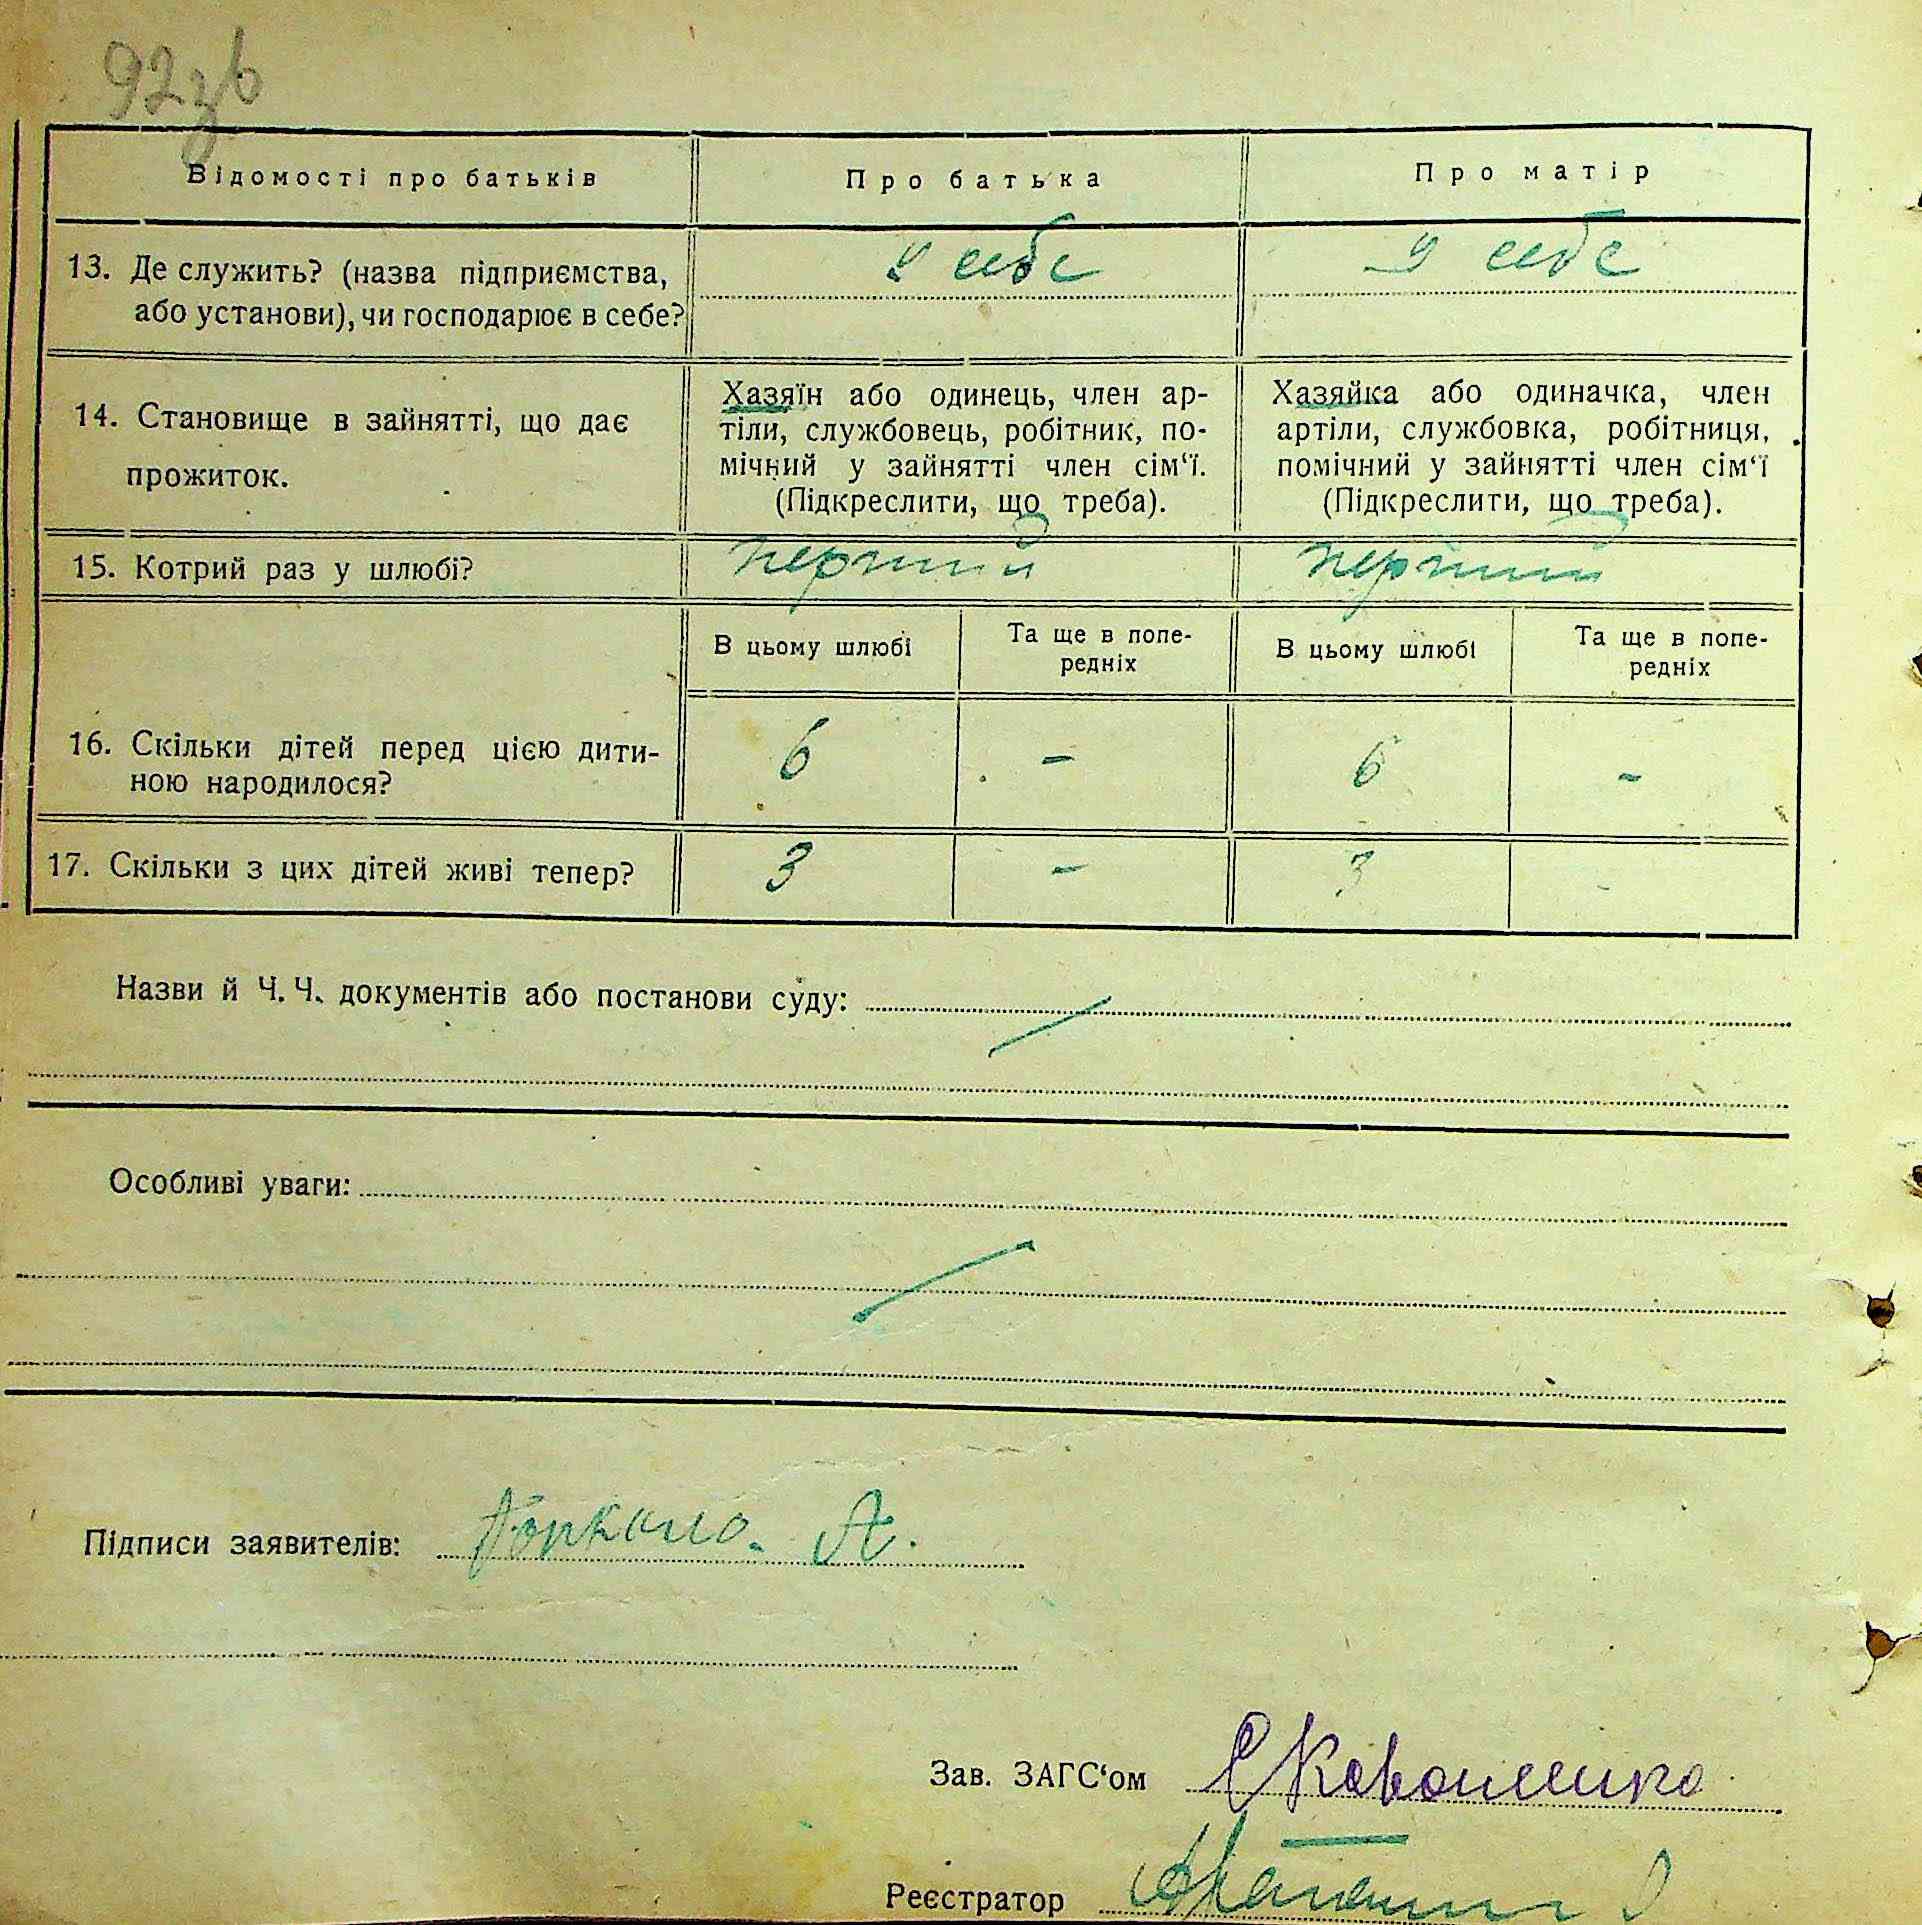 92зв
Відомості про батьків Про батька Про матір
13. Де служить? (назва підприємства, у себе у себе
або установи), чи господарює в себе?
Хазяїн або одинець, член ар- Хазяйка або одиначка, член
14. Становище в зайнятті, що дає тіли, службовець, робітник, по- артіли, службовка, робітниця,
прожиток. мічний у зайнятті член сім‘ї. помічний у зайнятті член сім‘ї
(Підкреслити, що треба). (Підкреслити, що треба).
15. Котрий раз у шлюбі? перший перший
В цьому шлюбі Та ще в попе- В цьому шлюбі Та ще в попе-
редніх редніх
16. Скільки дітей перед цією дити- 6 - 6 -
ною народилося?
17. Скільки з цих дітей живі тепер? 3 - 3 -
Назви й Ч. Ч. документів або постанови суду:
Особливі уваги:
Підписи заявителів: А.
Зав. ЗАГС‘ом
Реєстратор